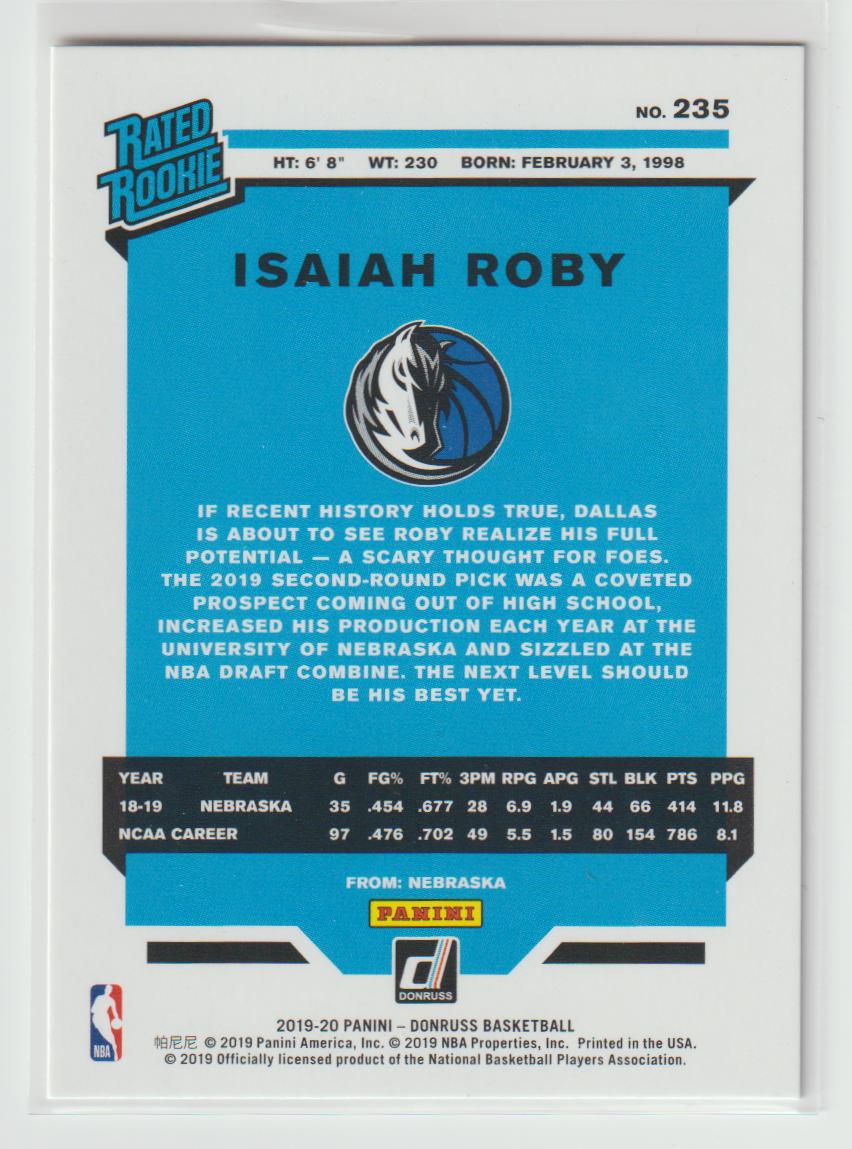 NO. 235
RATED
ROOKIE
HT: 6' 8" WT: 230 BORN: FEBRUARY 3, 1998
ISAIAH ROBY
IF RECENT HISTORY HOLDS TRUE, DALLAS
IS ABOUT TO SEE ROBY REALIZE HIS FULL
POTENTIAL — A SCARY THOUGHT FOR FOES.
THE 2019 SECOND-ROUND PICK WAS A COVETED
PROSPECT COMING OUT OF HIGH SCHOOL,
INCREASED HIS PRODUCTION EACH YEAR AT THE
UNIVERSITY OF NEBRASKA AND SIZZLED AT THE
NBA DRAFT COMBINE. THE NEXT LEVEL SHOULD
BE HIS BEST YET.
YEAR TEAM G FG% FT% 3PM RPG APG STL BLK PTS PPG
18-19 NEBRASKA 35 .454 .677 28 6.9 1.9 44 66 414 11.8
NCAA CAREER 97 .476 .702 49 5.5 1.5 80 154 786 8.1
FROM: NEBRASKA
PANINI
d
DONRUSS
NBA
2019-20 PANINI – DONRUSS BASKETBALL
帕尼尼 © 2019 Panini America, Inc. © 2019 NBA Properties, Inc. Printed in the USA.
© 2019 Officially licensed product of the National Basketball Players Association.